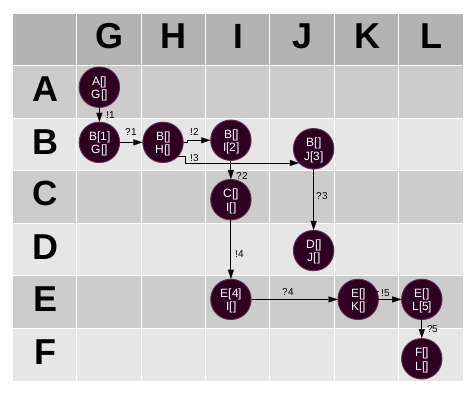 G H I J K L
A
A[]
G[]
!1
B
B[1]
G[]
?1
B[]
H[]
!2
!3
B[]
I[2]
B[]
J[3]
?2
?3
C
C[]
I[]
D
D[]
J[]
!4
E
E[4]
I[]
?4
E[]
K[]
!5
E[]
L[5]
?5
F
F[]
L[]